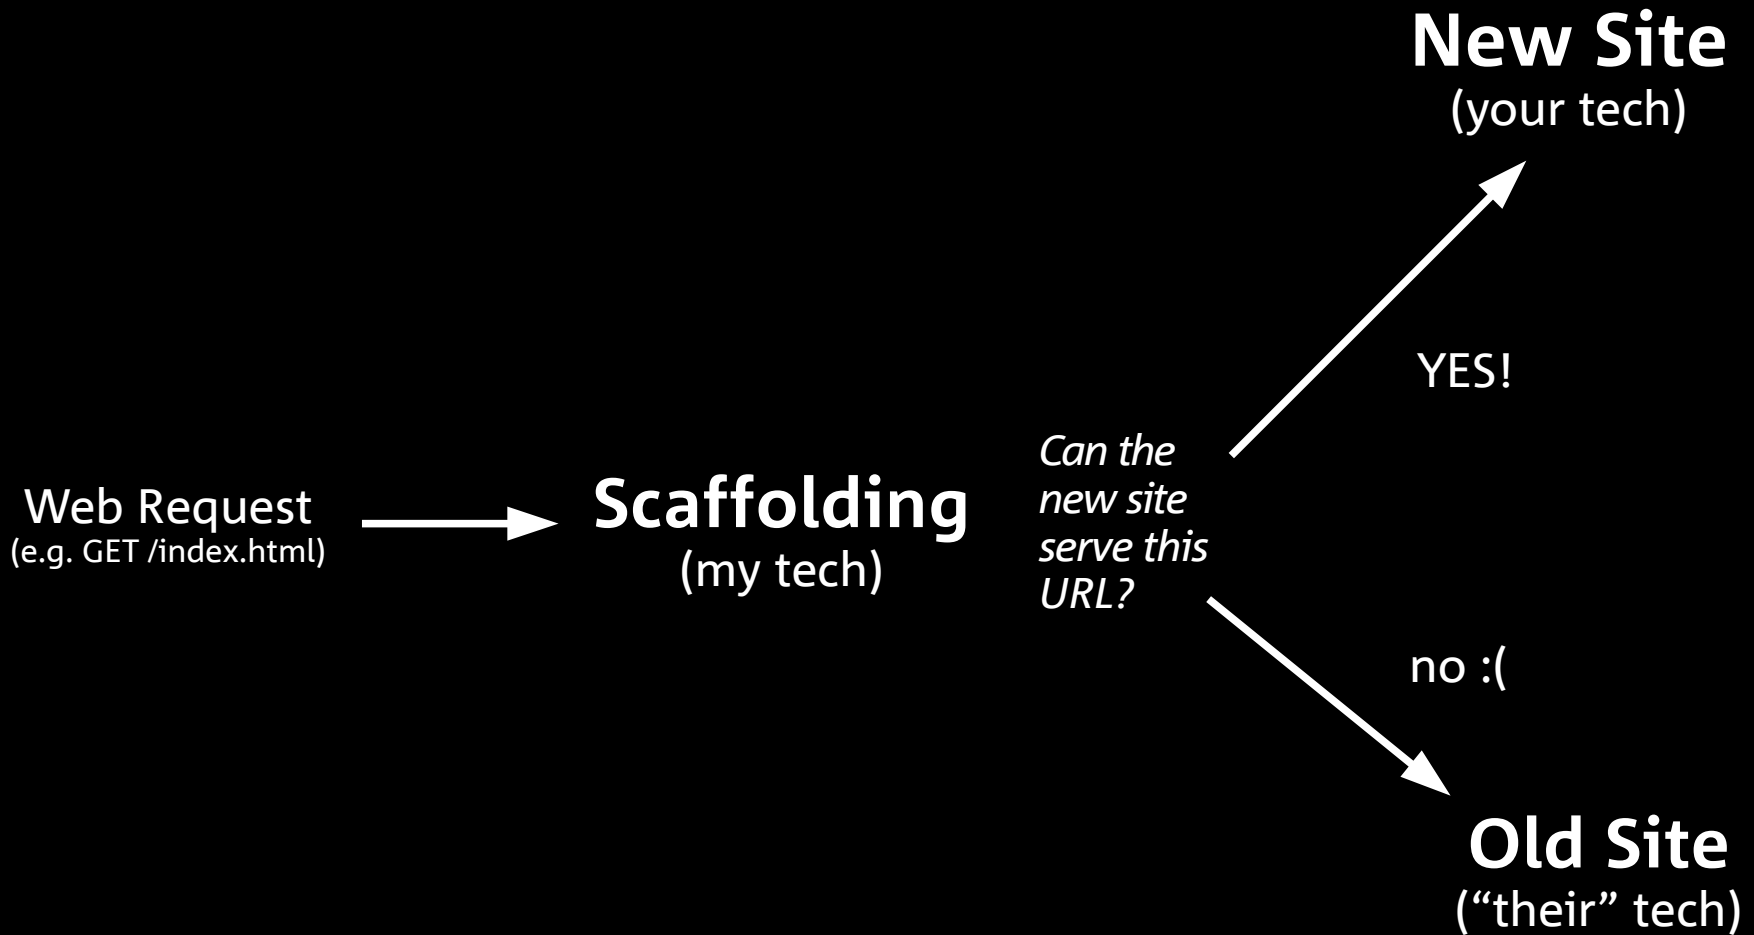 New Site
(your tech)
YES!
Web Request
(e.g. GET /index.html)
Scaffolding
(my tech)
Can the
new site
serve this
URL?
no :(
Old Site
(“their” tech)